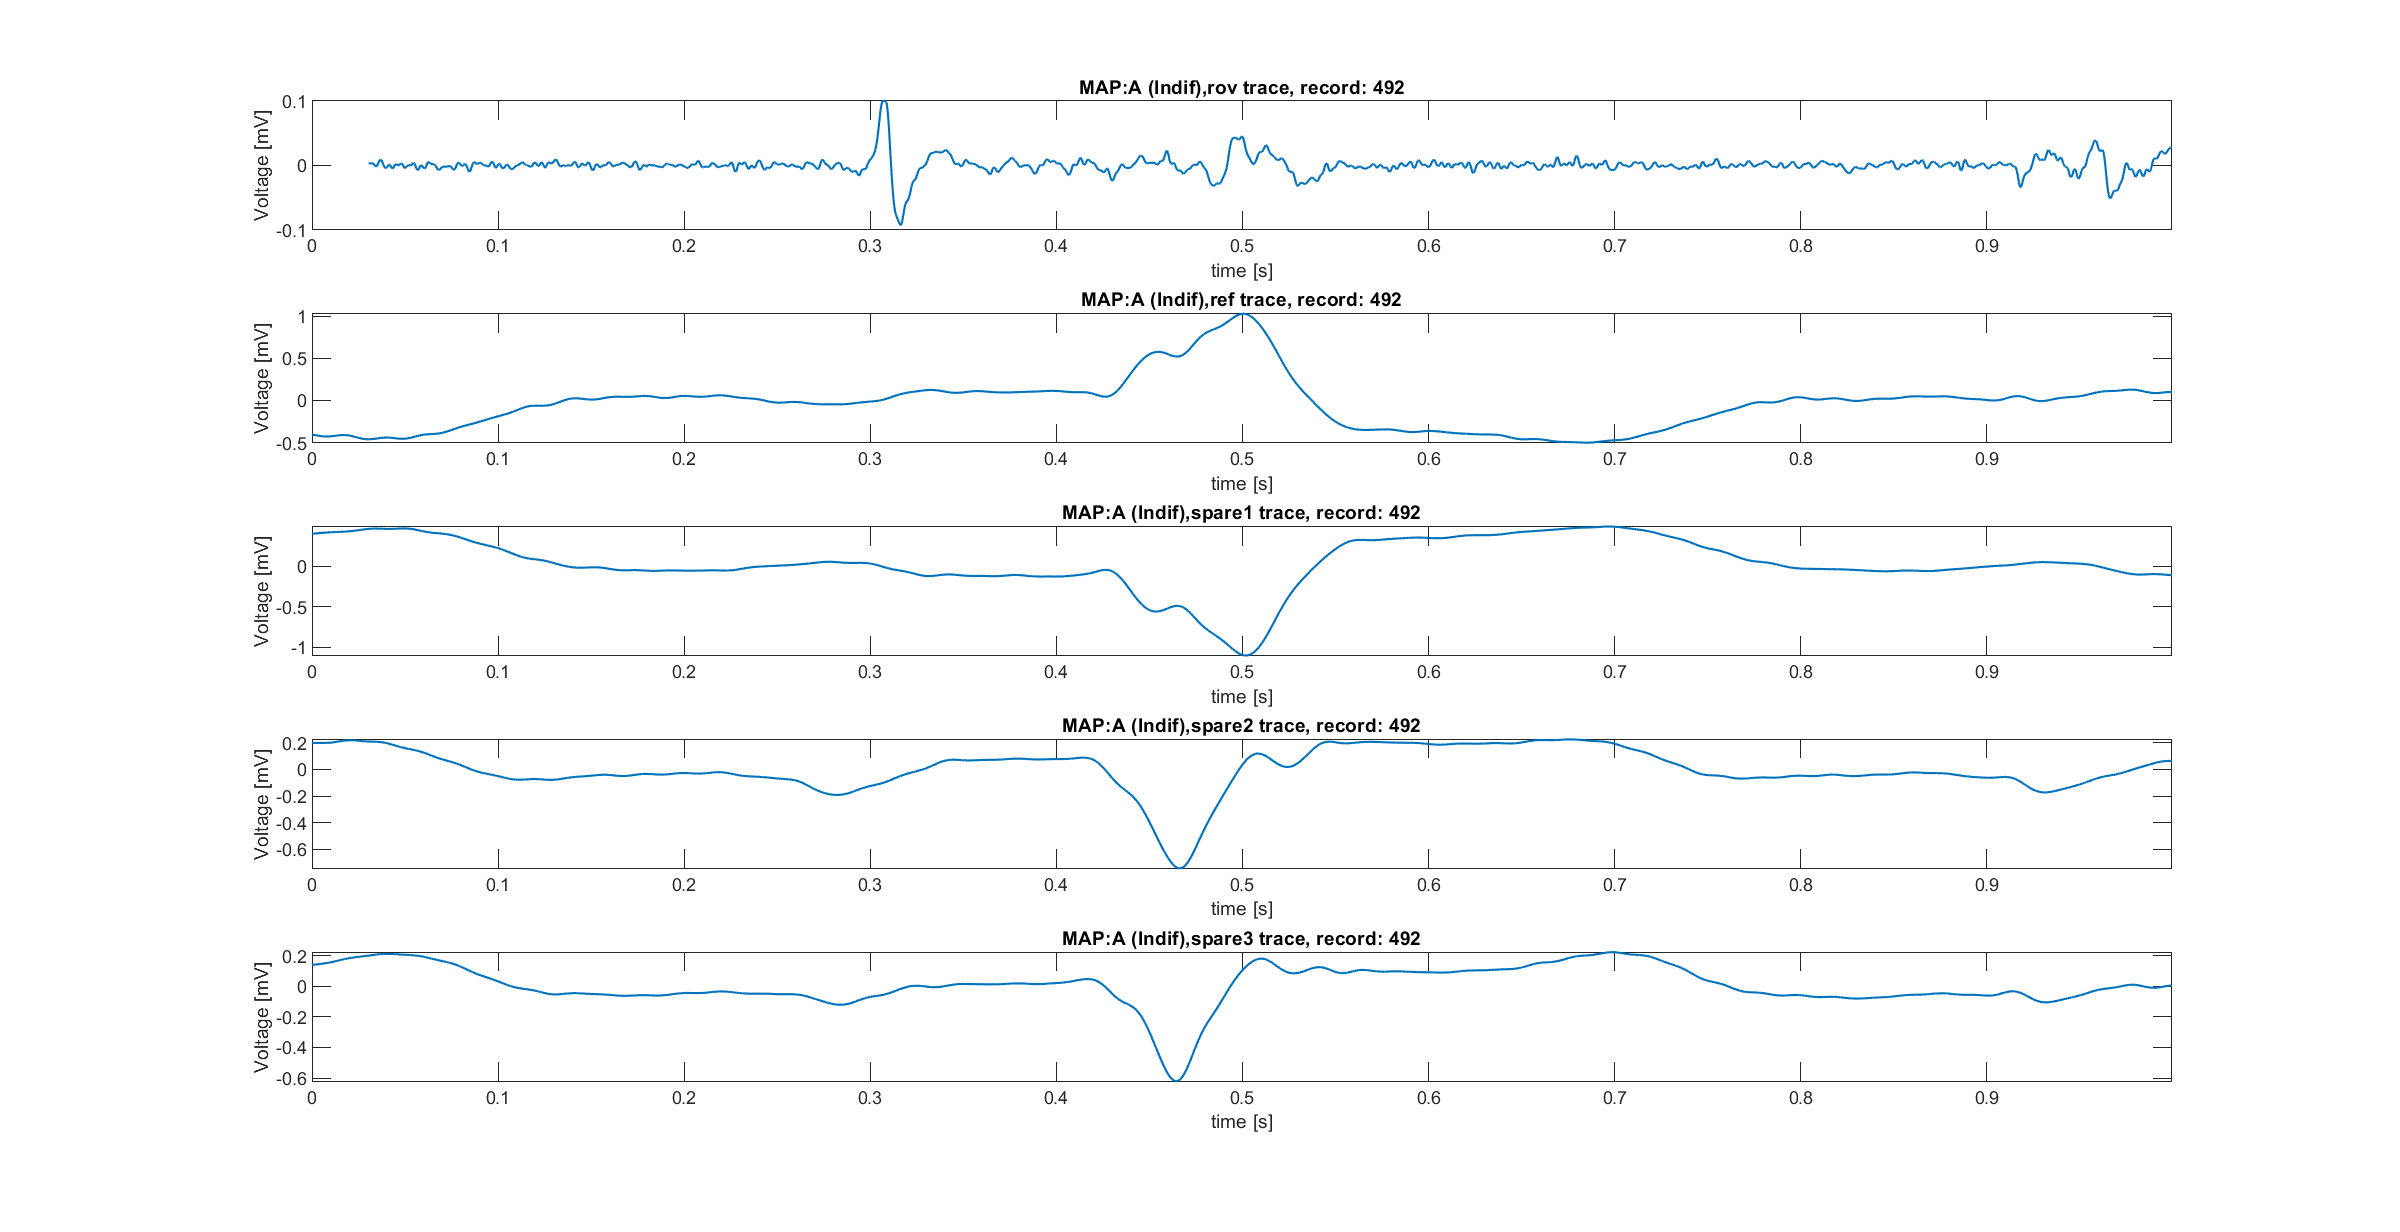 MAP:A (Indif),rov trace, record: 492
Voltage [mV]
0.1
0
-0.1
0 0.1 0.2 0.3 0.4 0.5 0.6 0.7 0.8 0.9
time [s]
MAP:A (Indif),ref trace, record: 492
Voltage [mV]
1
0.5
0
-0.5
0 0.1 0.2 0.3 0.4 0.5 0.6 0.7 0.8 0.9
time [s]
MAP:A (Indif),spare1 trace, record: 492
Voltage [mV]
0
-0.5
-1
0 0.1 0.2 0.3 0.4 0.5 0.6 0.7 0.8 0.9
time [s]
MAP:A (Indif),spare2 trace, record: 492
Voltage [mV]
0.2
0
-0.2
-0.4
-0.6
0 0.1 0.2 0.3 0.4 0.5 0.6 0.7 0.8 0.9
time [s]
MAP:A (Indif),spare3 trace, record: 492
Voltage [mV]
0.2
0
-0.2
-0.4
-0.6
0 0.1 0.2 0.3 0.4 0.5 0.6 0.7 0.8 0.9
time [s]